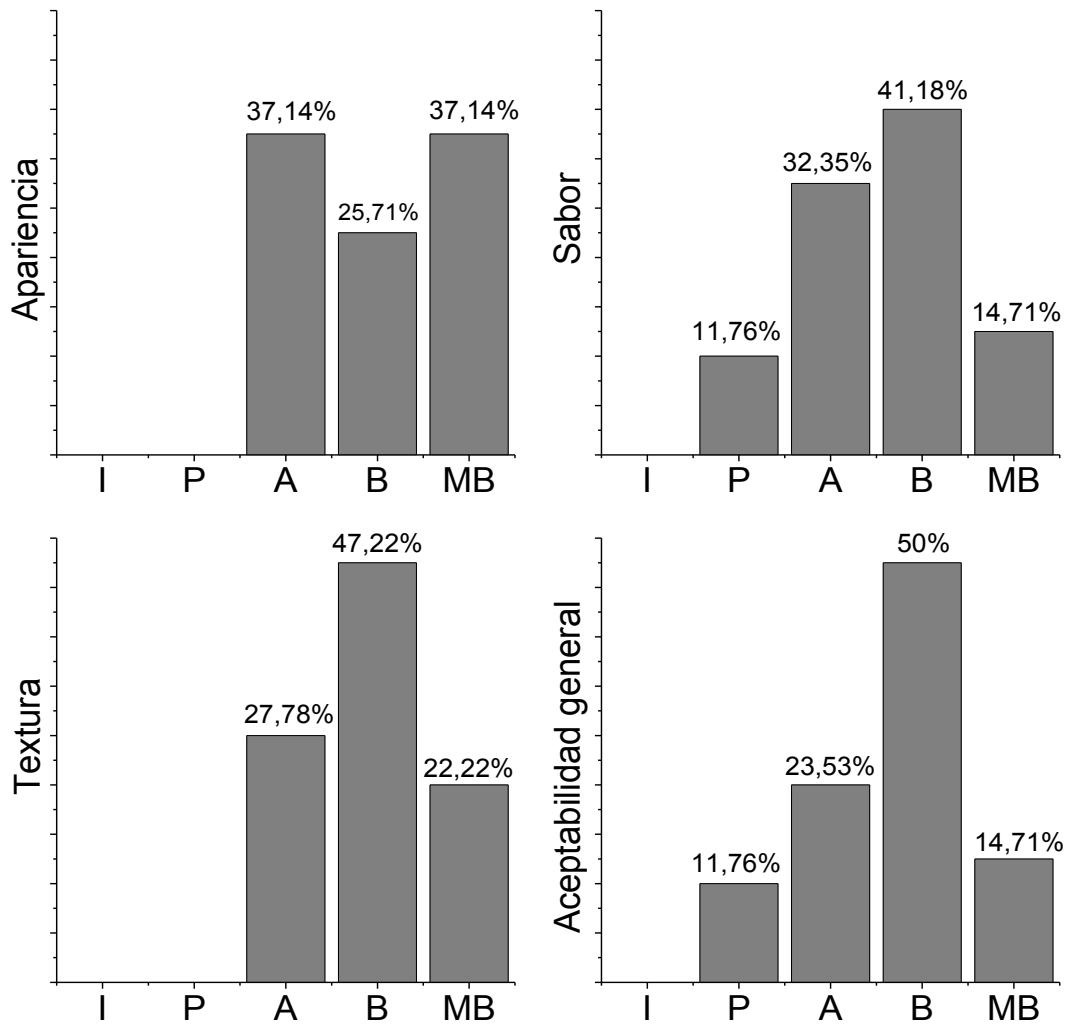 Apariencia
37,14%
25,71%
37,14%
I P A B MB
Sabor
11,76%
32,35%
41,18%
14,71%
I P A B MB
Textura
27,78%
47,22%
22,22%
I P A B MB
Aceptabilidad general
11,76%
23,53%
50%
14,71%
I P A B MB